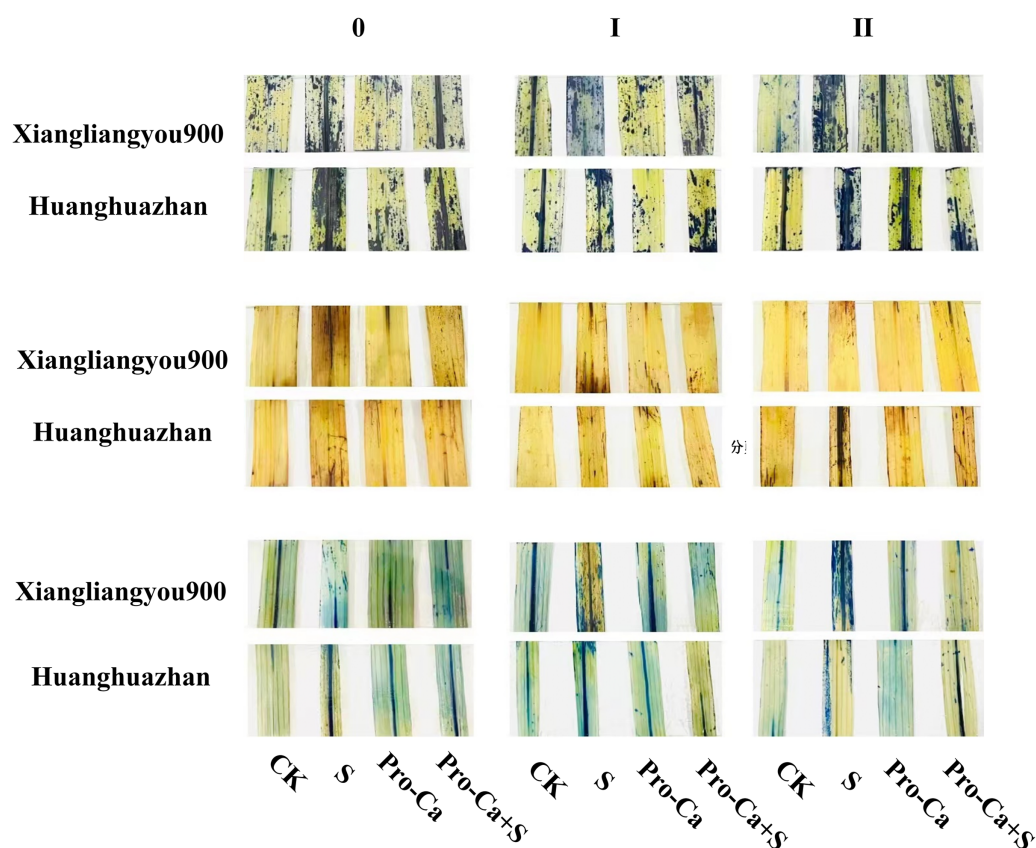 0 I II
Xiangliangyou900
Huanghuazhan
Xiangliangyou900
Huanghuazhan
分
Xiangliangyou900
Huanghuazhan
CK S Pro-Ca Pro-Ca+S CK S Pro-Ca Pro-Ca+S CK S Pro-Ca Pro-Ca+S